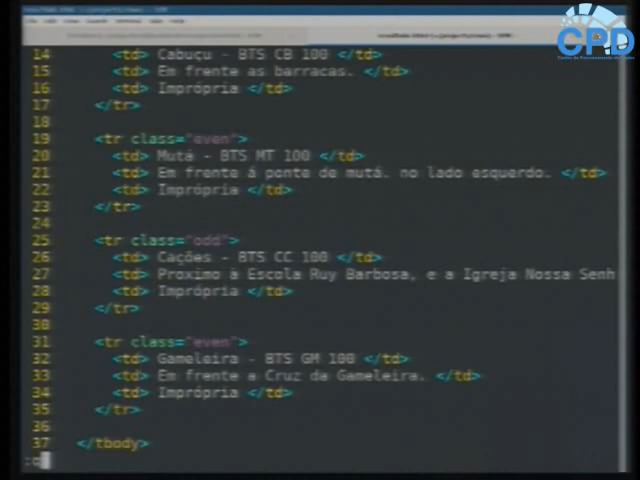 CPD
14 <td> Cabuçu - BTS CB 100 </td>
15 <td> Em frente as barracas. </td>
16 <td> Imprópria </td>
17 </tr>
18
19 <tr class="even">
20 <td> Mutá - BTS MT 100 </td>
21 <td> Em frente á ponte de mutá. no lado esquerdo. </td>
22 <td> Imprópria </td>
23 </tr>
24
25 <tr class="odd">
26 <td> Cações - BTS CC 100 </td>
27 <td> Proximo à Escola Ruy Barbosa, e a Igreja Nossa Senh
28 <td> Imprópria </td>
29 </tr>
30
31 <tr class="even">
32 <td> Gameleira - BTS GM 100 </td>
33 <td> Em frente a Cruz da Gameleira. </td>
34 <td> Imprópria </td>
35 </tr>
36
37 </tbody>
:q